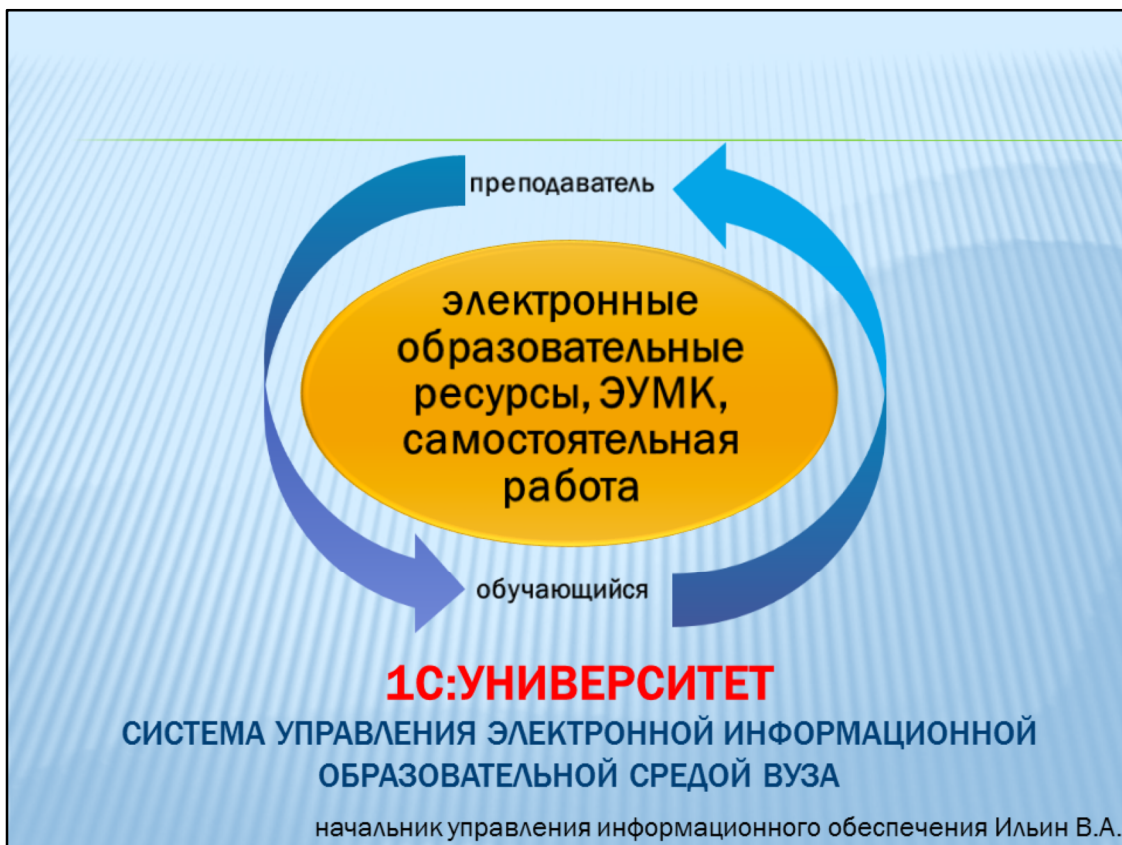 преподаватель
электронные
образовательные
ресурсы, ЭУМК,
самостоятельная
работа
обучающийся
1С:УНИВЕРСИТЕТ
СИСТЕМА УПРАВЛЕНИЯ ЭЛЕКТРОННОЙ ИНФОРМАЦИОННОЙ
ОБРАЗОВАТЕЛЬНОЙ СРЕДОЙ ВУЗА
начальник управления информационного обеспечения Ильин В.А.